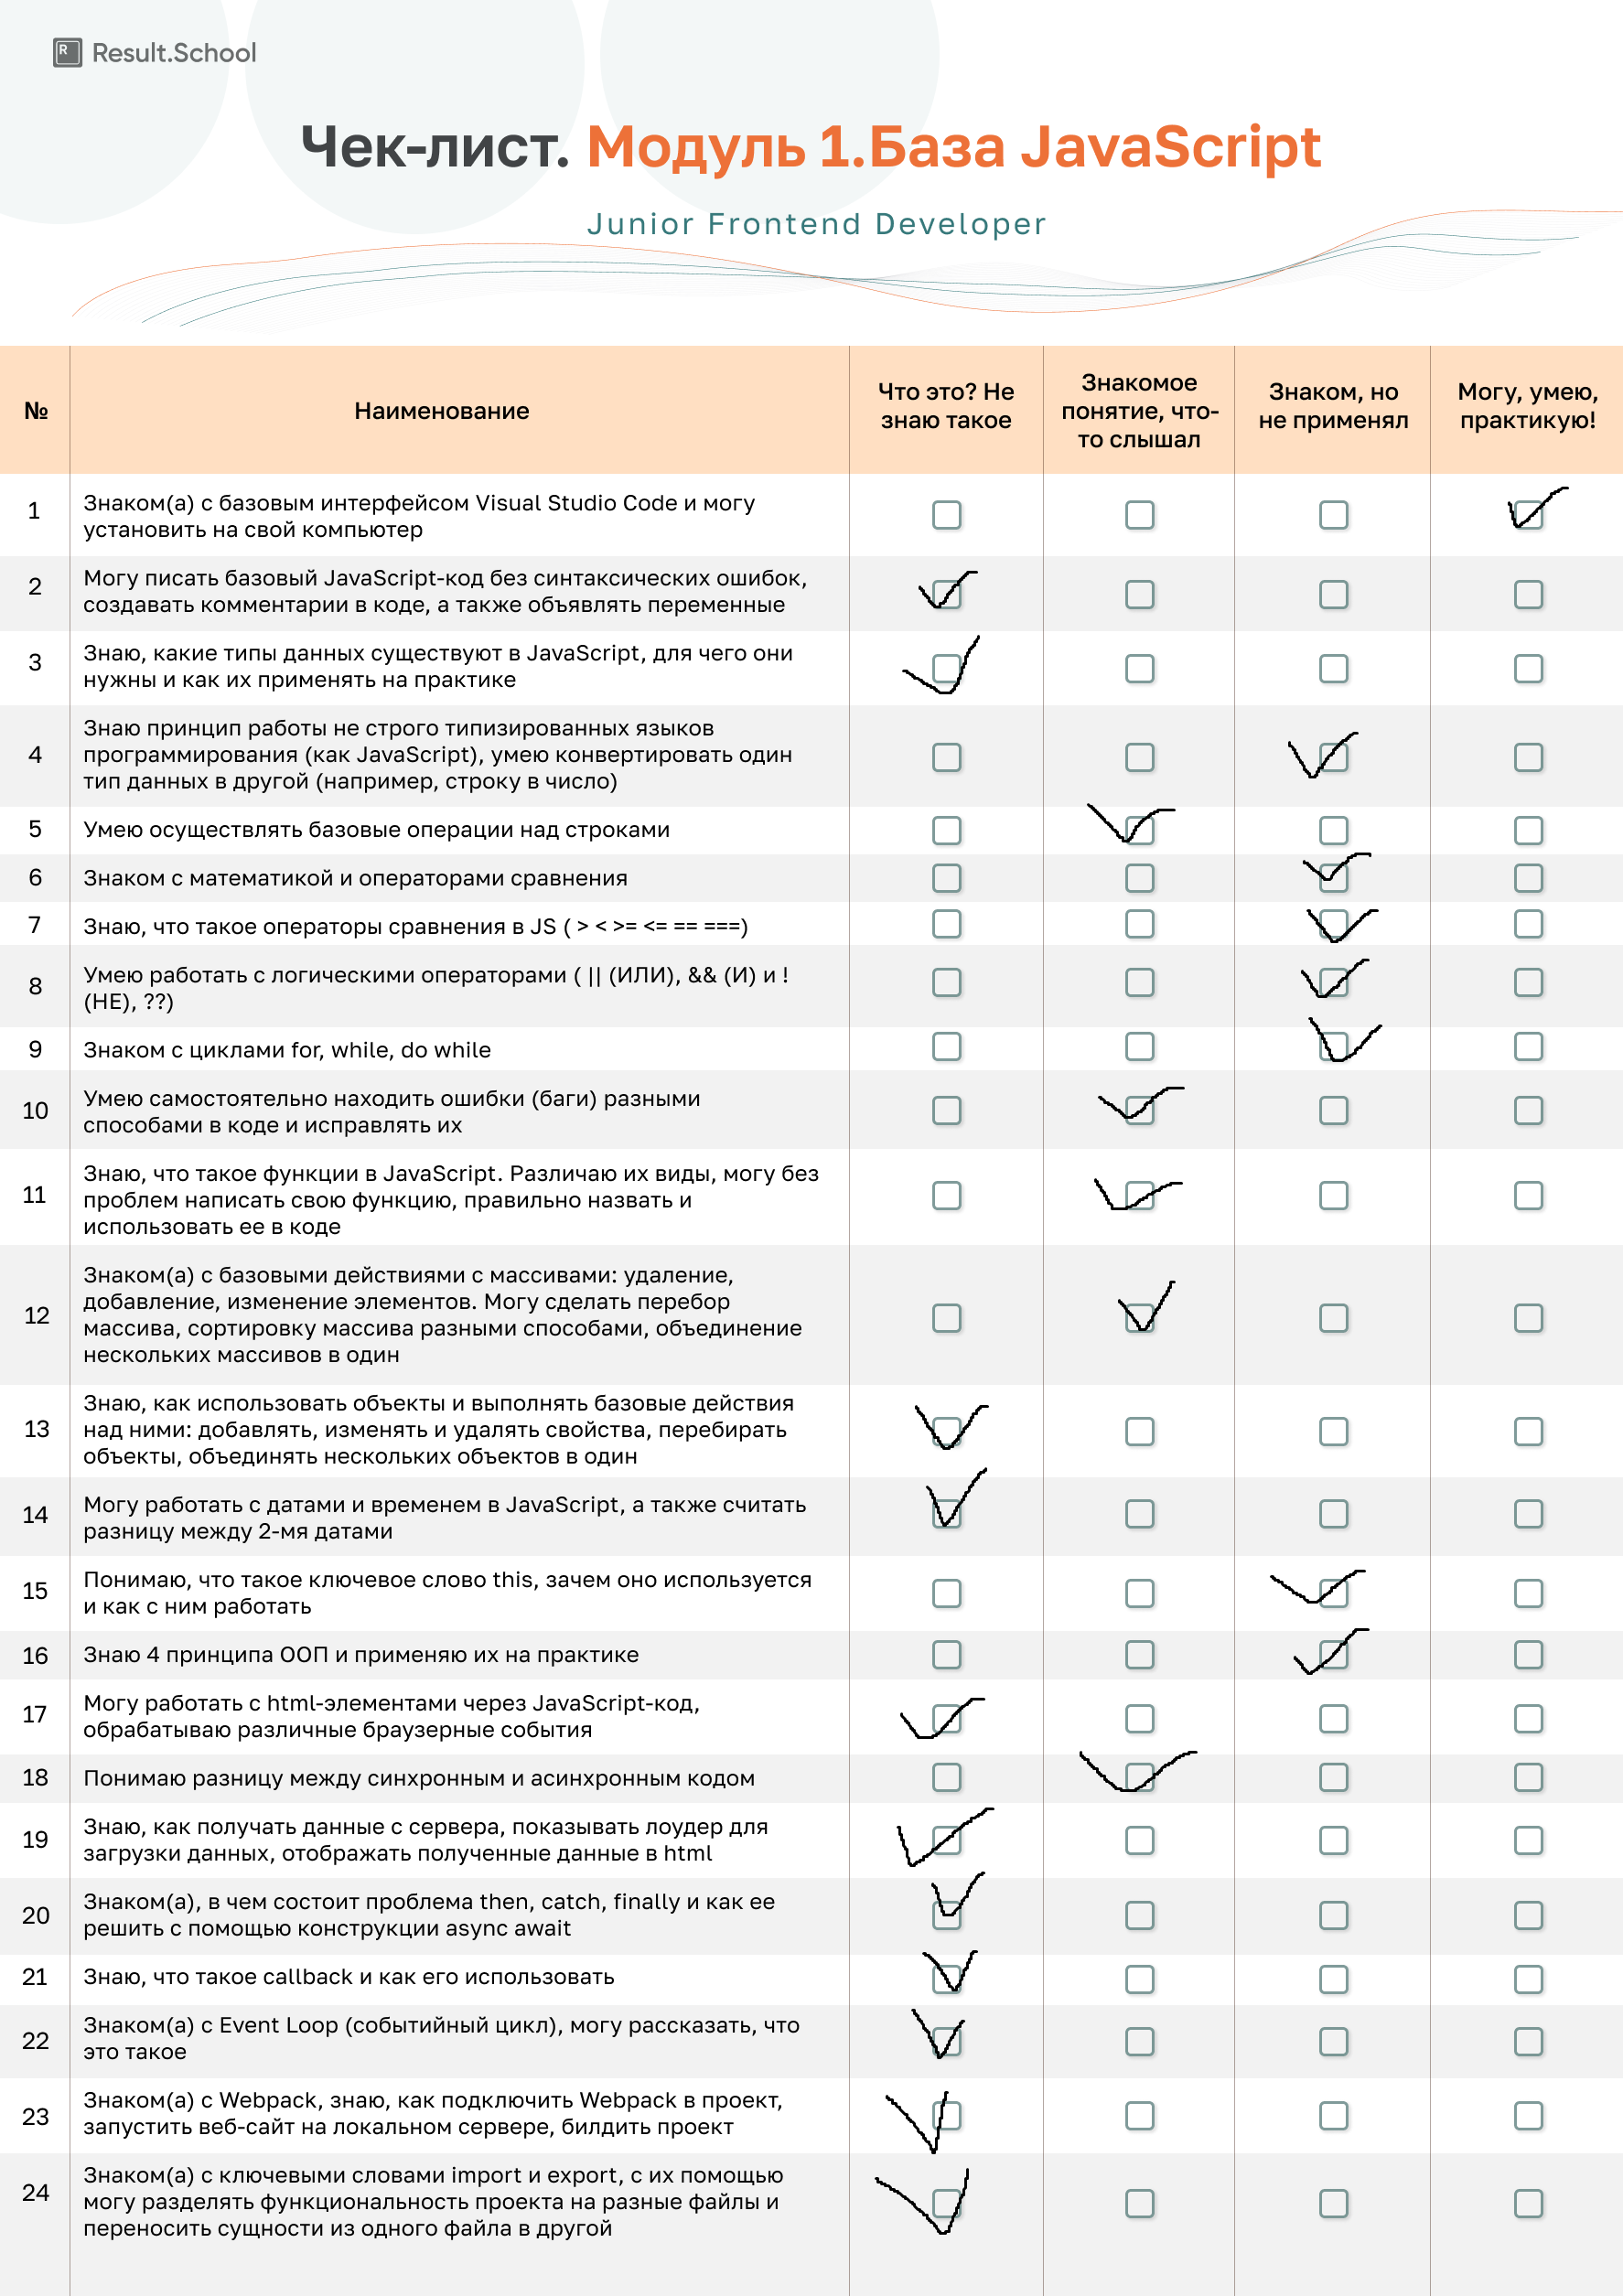 Result.School
Чек-лист. Модуль 1.База JavaScript
Junior Frontend Developer
№
Наименование
Что это? Не
знаю такое
Знакомое
понятие, что-
то слышал
Знаком, но
не применял
Могу, умею,
практикую!
1
Знаком(а) с базовым интерфейсом Visual Studio Code и могу
установить на свой компьютер
2
Могу писать базовый JavaScript-код без синтаксических ошибок,
создавать комментарии в коде, а также объявлять переменные
3
Знаю, какие типы данных существуют в JavaScript, для чего они
нужны и как их применять на практике
4
Знаю принцип работы не строго типизированных языков
программирования (как JavaScript), умею конвертировать один
тип данных в другой (например, строку в число)
5
Умею осуществлять базовые операции над строками
6
Знаком с математикой и операторами сравнения
7
Знаю, что такое операторы сравнения в JS ( > < >= <= == ===)
8
Умею работать с логическими операторами ( || (ИЛИ), && (И) и !
(НЕ), ??)
9
Знаком с циклами for, while, do while
10
Умею самостоятельно находить ошибки (баги) разными
способами в коде и исправлять их
11
Знаю, что такое функции в JavaScript. Различаю их виды, могу без
проблем написать свою функцию, правильно назвать и
использовать ее в коде
12
Знаком(а) с базовыми действиями с массивами: удаление,
добавление, изменение элементов. Могу сделать перебор
массива, сортировку массива разными способами, объединение
нескольких массивов в один
13
Знаю, как использовать объекты и выполнять базовые действия
над ними: добавлять, изменять и удалять свойства, перебирать
объекты, объединять нескольких объектов в один
14
Могу работать с датами и временем в JavaScript, а также считать
разницу между 2-мя датами
15
Понимаю, что такое ключевое слово this, зачем оно используется
и как с ним работать
16
Знаю 4 принципа ООП и применяю их на практике
17
Могу работать с html-элементами через JavaScript-код,
обрабатываю различные браузерные события
18
Понимаю разницу между синхронным и асинхронным кодом
19
Знаю, как получать данные с сервера, показывать лоудер для
загрузки данных, отображать полученные данные в html
20
Знаком(а), в чем состоит проблема then, catch, finally и как ее
решить с помощью конструкции async await
21
Знаю, что такое callback и как его использовать
22
Знаком(а) с Event Loop (событийный цикл), могу рассказать, что
это такое
23
Знаком(а) с Webpack, знаю, как подключить Webpack в проект,
запустить веб-сайт на локальном сервере, билдить проект
24
Знаком(а) с ключевыми словами import и export, с их помощью
могу разделять функциональность проекта на разные файлы и
переносить сущности из одного файла в другой